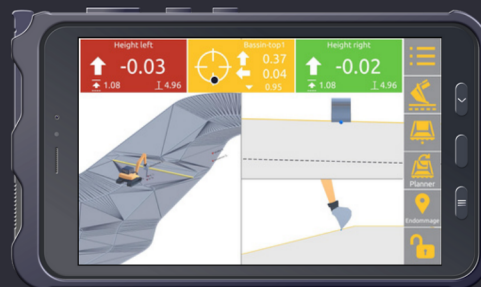 Height left
-0.03
1.08
4.96
Bassin-top l
0.37
0.04
0.95
Height right
-0.02
1.08
4.96
Planner
Endommage